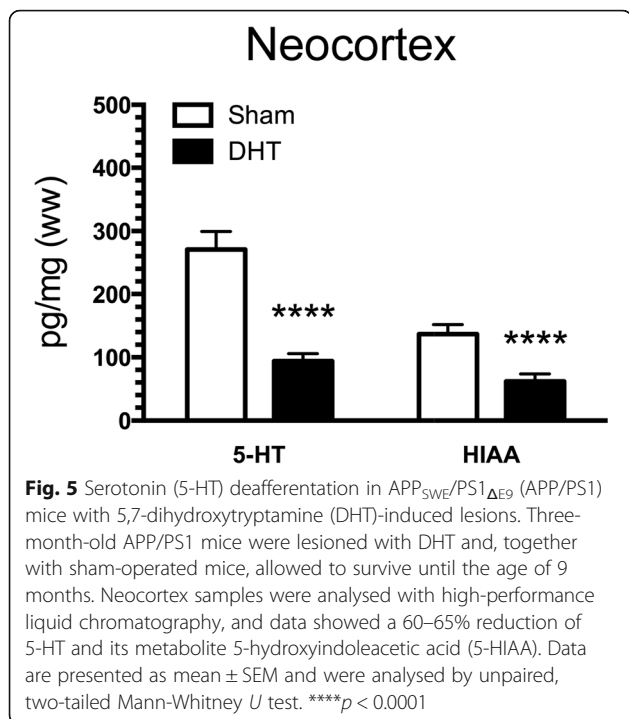 Neocortex
500
400
300
200
100
0
pg/mg (ww)
Sham
DHT
****
****
5-HT HIAA
Fig. 5 Serotonin (5-HT) deafferentation in APPSWE/PS1ΔE9 (APP/PS1)
mice with 5,7-dihydroxytryptamine (DHT)-induced lesions. Three-
month-old APP/PS1 mice were lesioned with DHT and, together
with sham-operated mice, allowed to survive until the age of 9
months. Neocortex samples were analysed with high-performance
liquid chromatography, and data showed a 60–65% reduction of
5-HT and its metabolite 5-hydroxyindoleacetic acid (5-HIAA). Data
are presented as mean ± SEM and were analysed by unpaired,
two-tailed Mann-Whitney U test. ****p < 0.0001